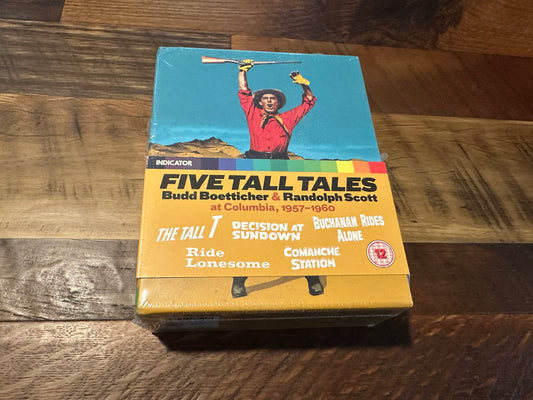 INDICATOR
FIVE TALL TALES
Budd Boetticher & Randolph Scott
at Columbia, 1957–1960
THE TALL T
DECISION AT
SUNDOWN
BUCHANAN RIDES
ALONE
Ride
Lonesome
COMANCHE
STATION
12